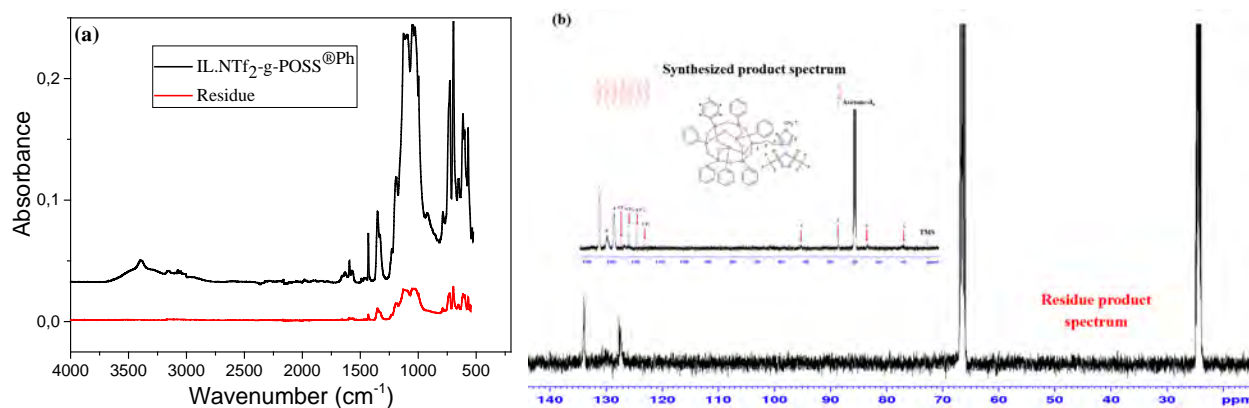 (a)
IL.NTf2-g-POSS®Ph
Residue
0,2
0,1
0,0
Absorbance
4000 3500 3000 2500 2000 1500 1000 500
Wavenumber (cm-1)
(b)
Synthesized product spectrum
TMS
Residue product
spectrum
140 130 120 110 100 90 80 70 60 50 40 30 ppm